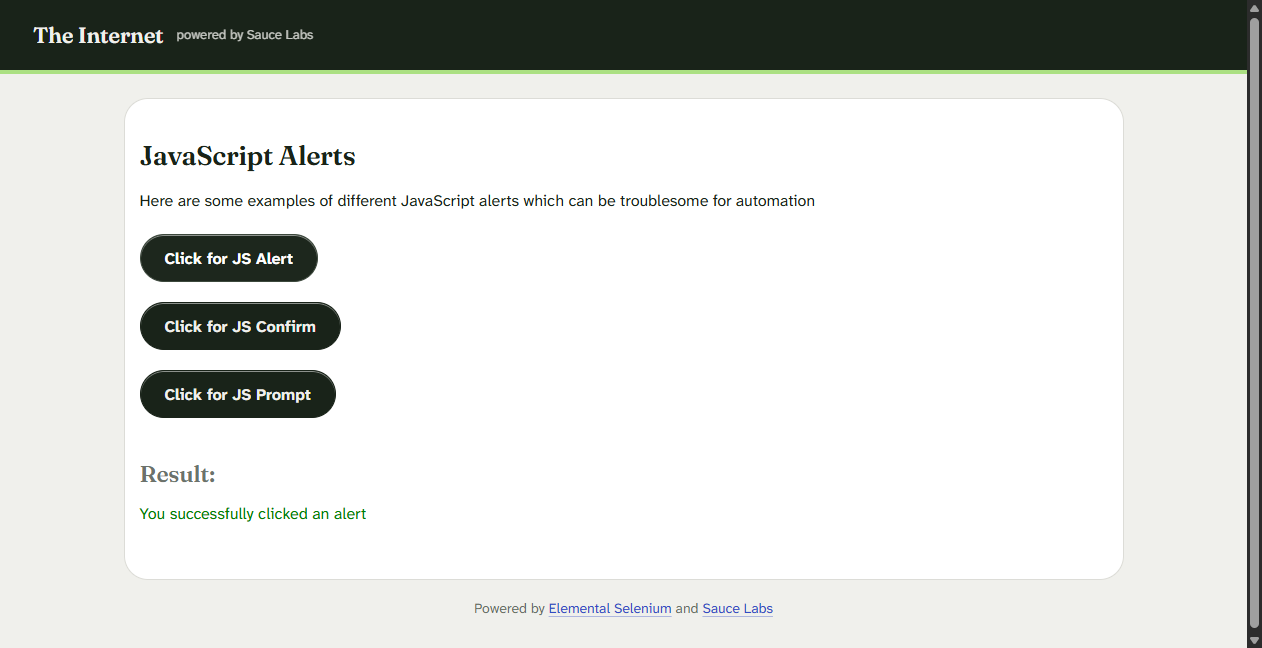 The Internet powered by Sauce Labs
JavaScript Alerts
Here are some examples of different JavaScript alerts which can be troublesome for automation
Click for JS Alert
Click for JS Confirm
Click for JS Prompt
Result:
You successfully clicked an alert
Powered by Elemental Selenium and Sauce Labs